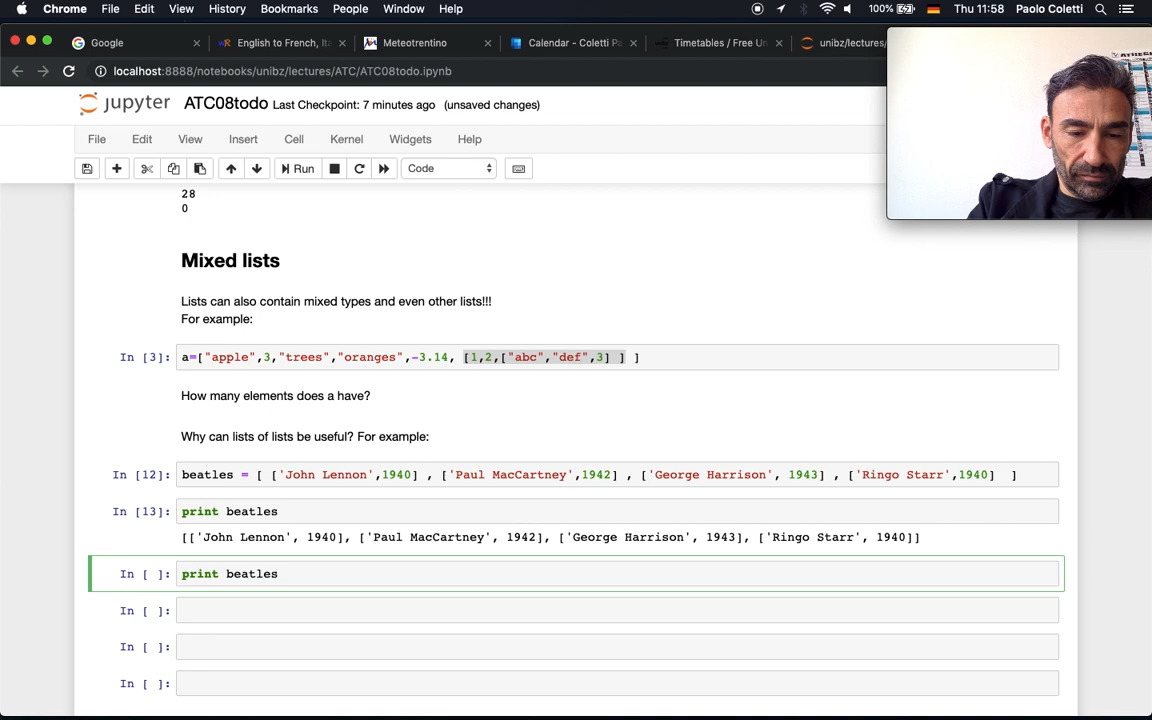 Chrome File Edit View History Bookmarks People Window Help 100% Thu 11:58 Paolo Coletti
Google English to French, Ita Meteotrentino Calendar - Coletti Pa Timetables / Free Un unibz/lectures/
localhost:8888/notebooks/unibz/lectures/ATC/ATC08todo.ipynb
jupyter ATC08todo Last Checkpoint: 7 minutes ago (unsaved changes)
File Edit View Insert Cell Kernel Widgets Help
Run Code
28
0
Mixed lists
Lists can also contain mixed types and even other lists!!!
For example:
In [3]: a=["apple",3,"trees","oranges",-3.14, [1,2,["abc","def",3] ] ]
How many elements does a have?
Why can lists of lists be useful? For example:
In [12]: beatles = [ ['John Lennon',1940] , ['Paul MacCartney',1942] , ['George Harrison', 1943] , ['Ringo Starr',1940] ]
In [13]: print beatles
[['John Lennon', 1940], ['Paul MacCartney', 1942], ['George Harrison', 1943], ['Ringo Starr', 1940]]
In [ ]: print beatles
In [ ]:
In [ ]:
In [ ]: